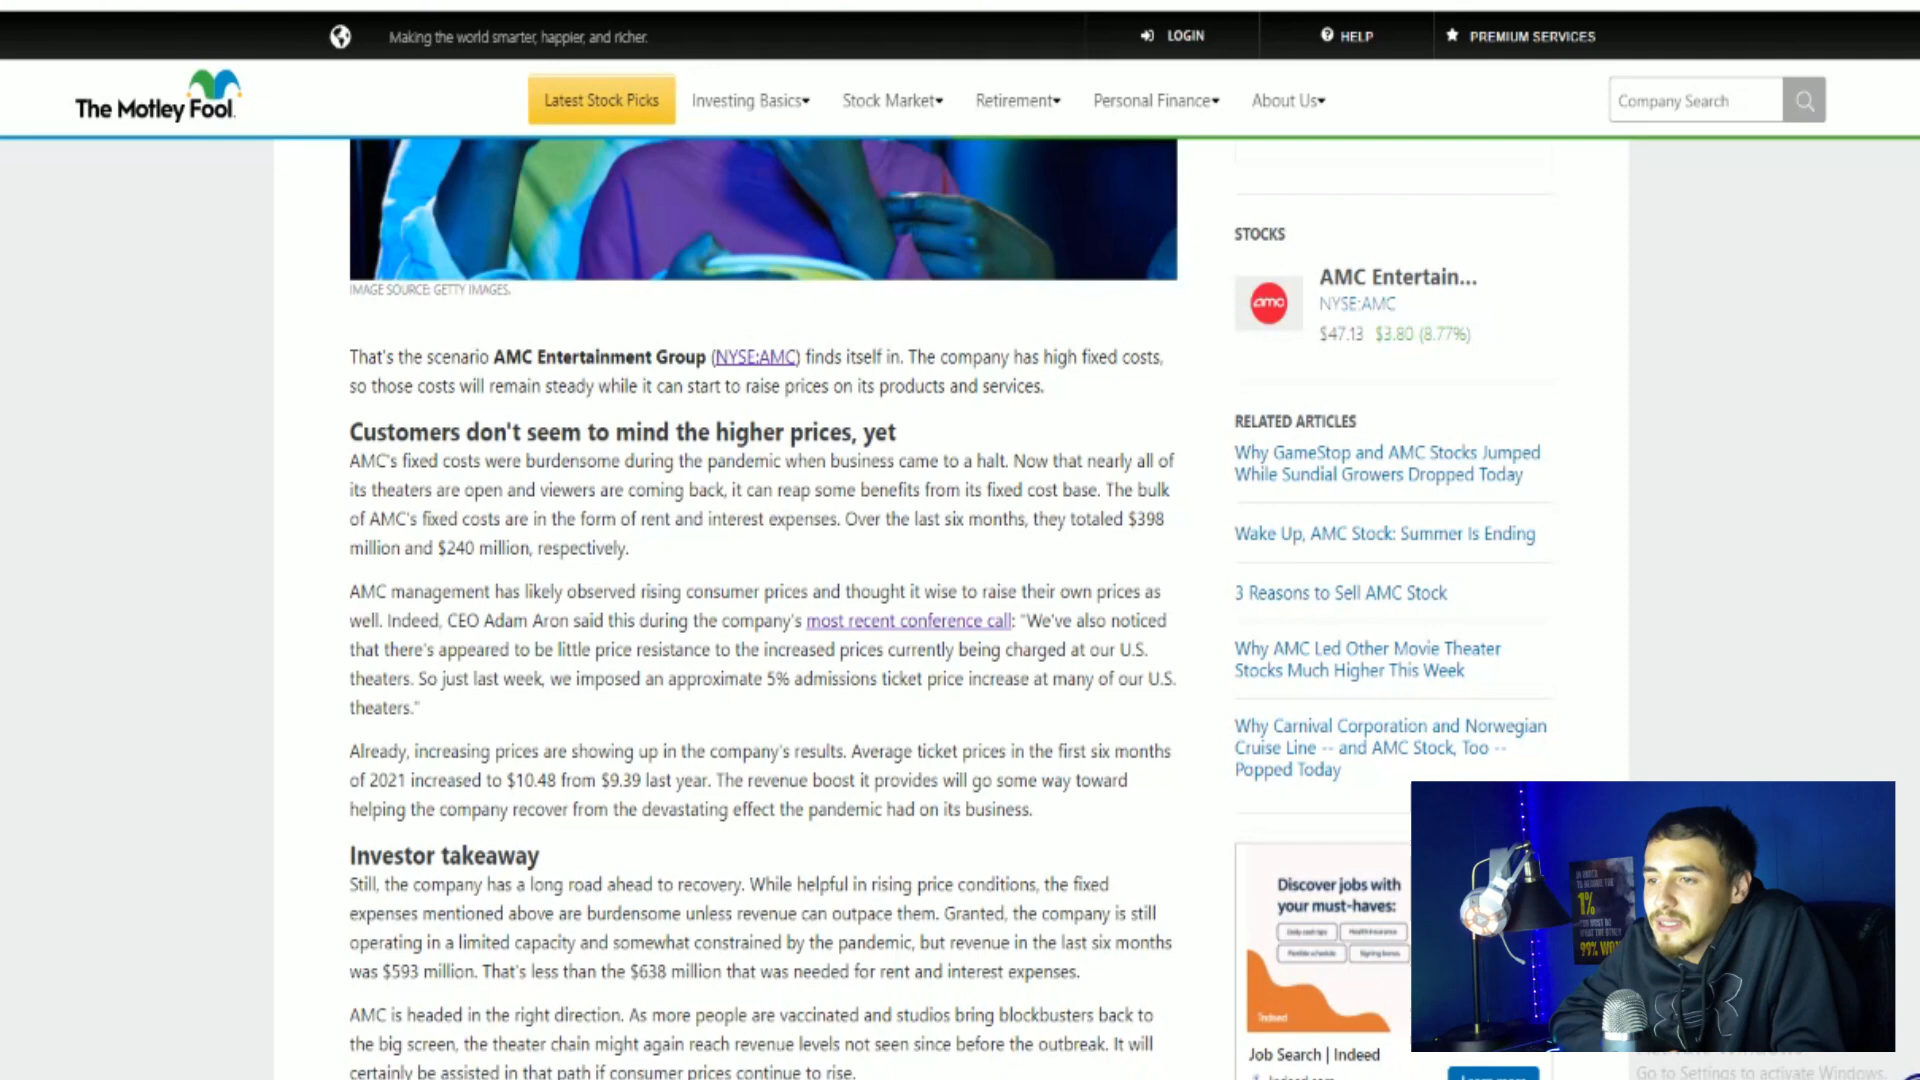 Making the world smarter, happier, and richer.
LOGIN
HELP
PREMIUM SERVICES
The Motley Fool.
Latest Stock Picks
Investing Basics
Stock Market
Retirement
Personal Finance
About Us
Company Search
IMAGE SOURCE: GETTY IMAGES.
That's the scenario AMC Entertainment Group (NYSE:AMC) finds itself in. The company has high fixed costs,
so those costs will remain steady while it can start to raise prices on its products and services.
Customers don't seem to mind the higher prices, yet
AMC's fixed costs were burdensome during the pandemic when business came to a halt. Now that nearly all of
its theaters are open and viewers are coming back, it can reap some benefits from its fixed cost base. The bulk
of AMC's fixed costs are in the form of rent and interest expenses. Over the last six months, they totaled $398
million and $240 million, respectively.
AMC management has likely observed rising consumer prices and thought it wise to raise their own prices as
well. Indeed, CEO Adam Aron said this during the company's most recent conference call: "We've also noticed
that there's appeared to be little price resistance to the increased prices currently being charged at our U.S.
theaters. So just last week, we imposed an approximate 5% admissions ticket price increase at many of our U.S.
theaters."
Already, increasing prices are showing up in the company's results. Average ticket prices in the first six months
of 2021 increased to $10.48 from $9.39 last year. The revenue boost it provides will go some way toward
helping the company recover from the devastating effect the pandemic had on its business.
Investor takeaway
Still, the company has a long road ahead to recovery. While helpful in rising price conditions, the fixed
expenses mentioned above are burdensome unless revenue can outpace them. Granted, the company is still
operating in a limited capacity and somewhat constrained by the pandemic, but revenue in the last six months
was $593 million. That's less than the $638 million that was needed for rent and interest expenses.
AMC is headed in the right direction. As more people are vaccinated and studios bring blockbusters back to
the big screen, the theater chain might again reach revenue levels not seen since before the outbreak. It will
certainly be assisted in that path if consumer prices continue to rise.
STOCKS
amc
AMC Entertain...
NYSE:AMC
$47.13 $3.80 (8.77%)
RELATED ARTICLES
Why GameStop and AMC Stocks Jumped
While Sundial Growers Dropped Today
Wake Up, AMC Stock: Summer Is Ending
3 Reasons to Sell AMC Stock
Why AMC Led Other Movie Theater
Stocks Much Higher This Week
Why Carnival Corporation and Norwegian
Cruise Line -- and AMC Stock, Too --
Popped Today
Discover jobs with
your must-haves:
Health insurance
Flexible schedule
Signing bonus
indeed
Job Search | Indeed
Indeed.com
Learn more
1%
99% WO
Go to Settings to activate Windows.